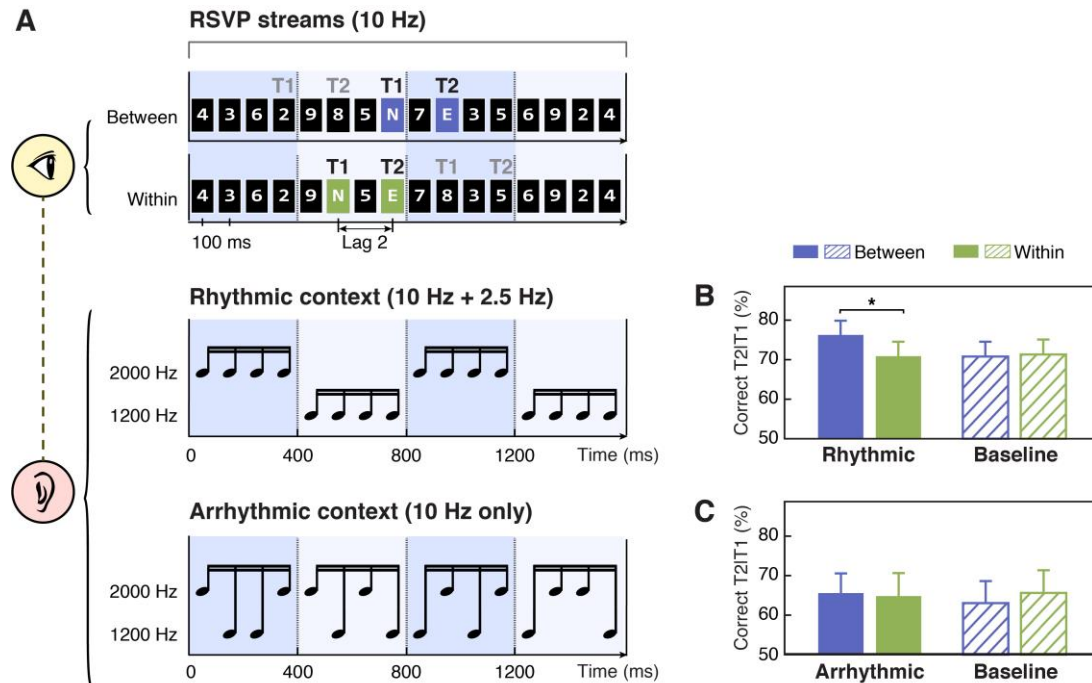 A
RSVP streams (10 Hz)
T1 T2 T1 T2
Between 4 3 6 2 9 8 5 N 7 E 3 5 6 9 2 4
T1 T2 T1 T2
Within 4 3 6 2 9 N 5 E 7 8 3 5 6 9 2 4
100 ms Lag 2
Rhythmic context (10 Hz + 2.5 Hz)
2000 Hz
1200 Hz
0 400 800 1200 Time (ms)
Arrhythmic context (10 Hz only)
2000 Hz
1200 Hz
0 400 800 1200 Time (ms)
Between Within
B
Correct T2IT1 (%)
80
70
60
50
*
Rhythmic Baseline
C
Correct T2IT1 (%)
80
70
60
50
Arrhythmic Baseline